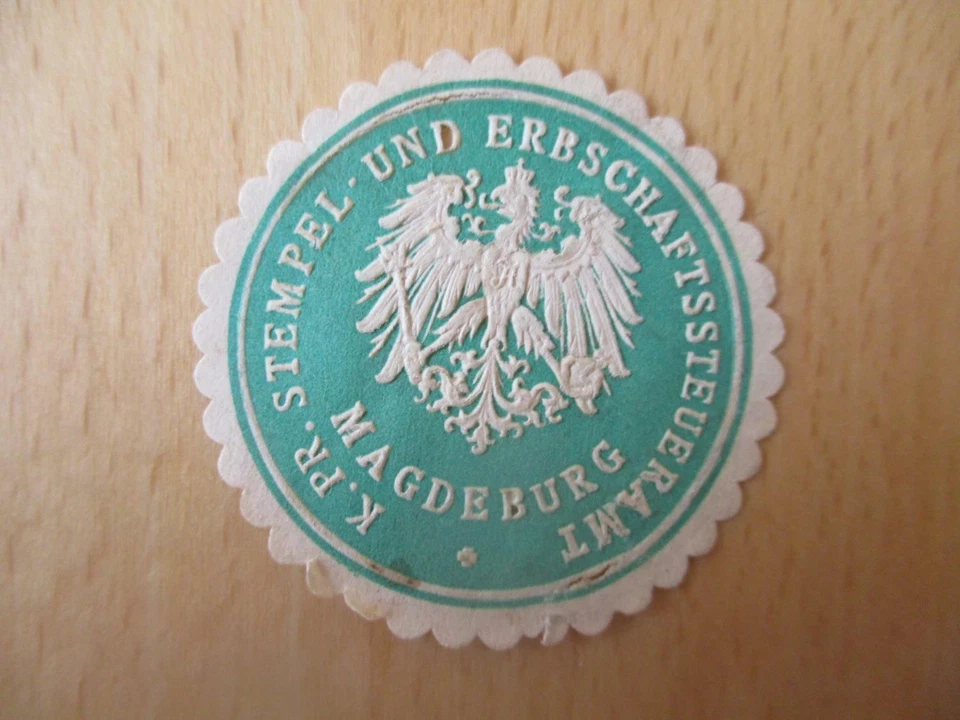 K. PR. STEMPEL- UND ERBSCHAFTSSTEUERAMT
MAGDEBURG